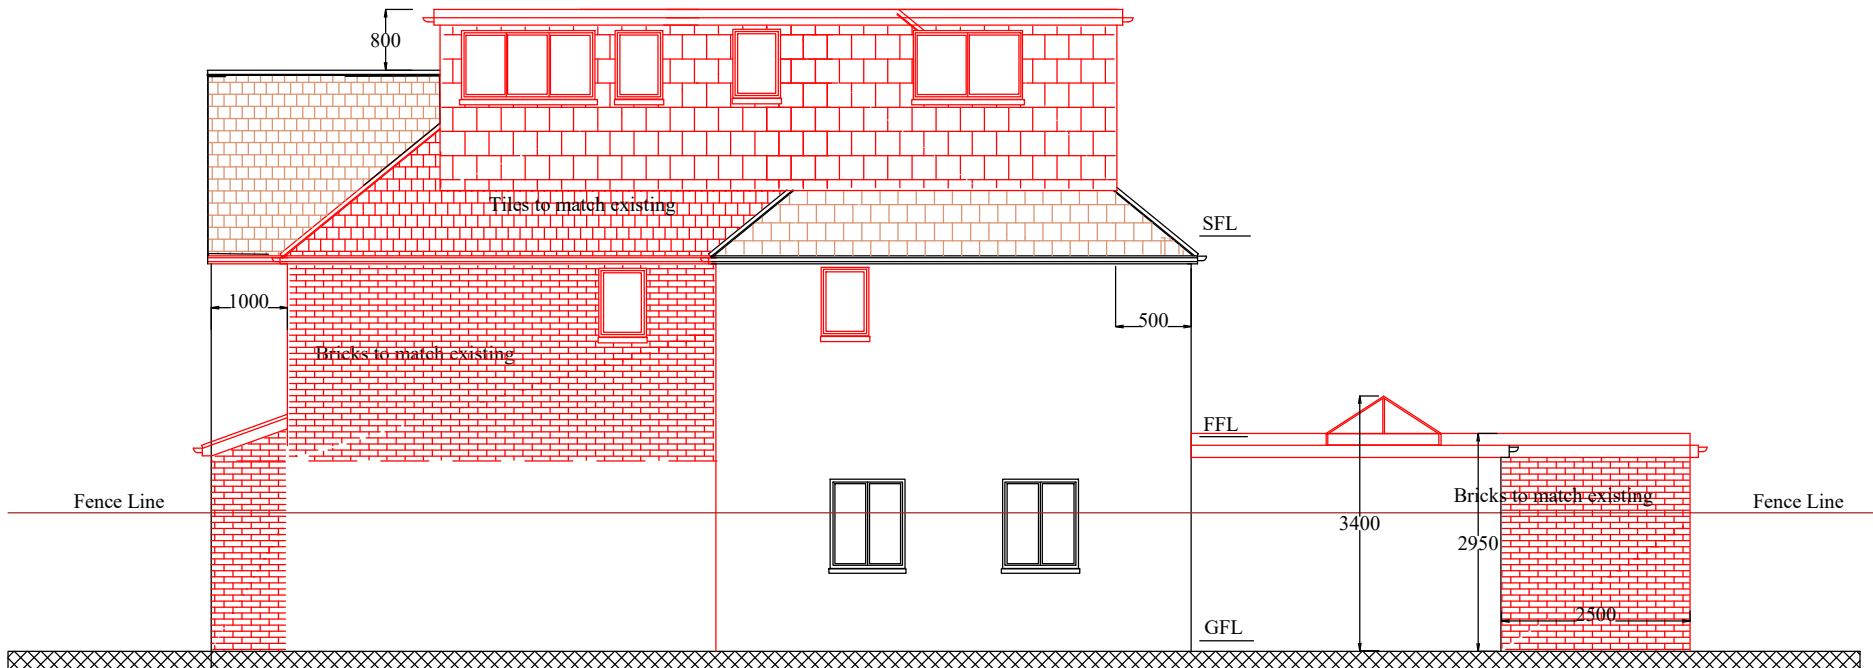 800
Tiles to match existing
SFL
1000
500
Bricks to match existing
FFL
Fence Line
Bricks to match existing
Fence Line
3400
2950
2500
GFL